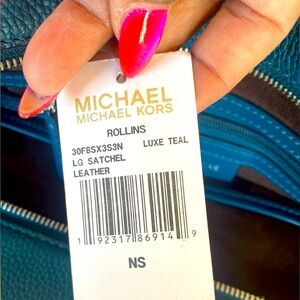 MICHAEL
MICHAEL KORS
ROLLINS
30F8SX3S3N LUXE TEAL
LG SATCHEL
LEATHER
1 92317 86914 9
NS